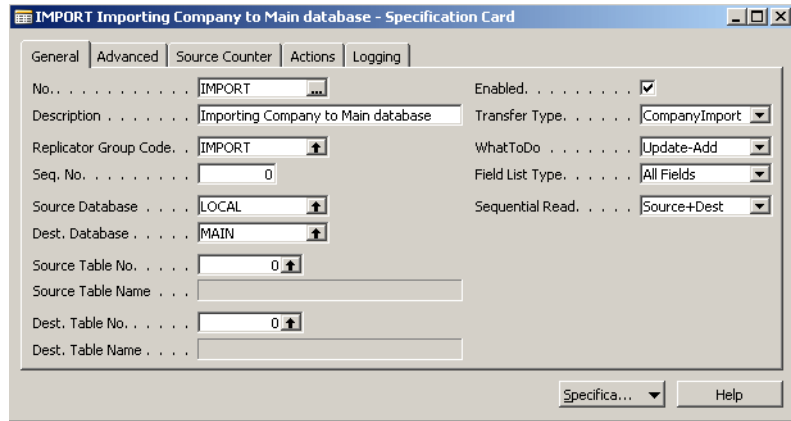 IMPORT Importing Company to Main database - Specification Card
General Advanced Source Counter Actions Logging
No.. . . . . . . . . . . IMPORT ...
Description . . . . . . . Importing Company to Main database
Replicator Group Code. . IMPORT
Seq. No. . . . . . . . . 0
Source Database . . . . . LOCAL
Dest. Database . . . . . MAIN
Source Table No. . . . . 0
Source Table Name . . .
Dest. Table No. . . . . . 0
Dest. Table Name . . . .
Enabled. . . . . . . . .
Transfer Type. . . . . . CompanyImport
WhatToDo . . . . . . . Update-Add
Field List Type. . . . . . All Fields
Sequential Read. . . . . Source+Dest
Specifica... Help